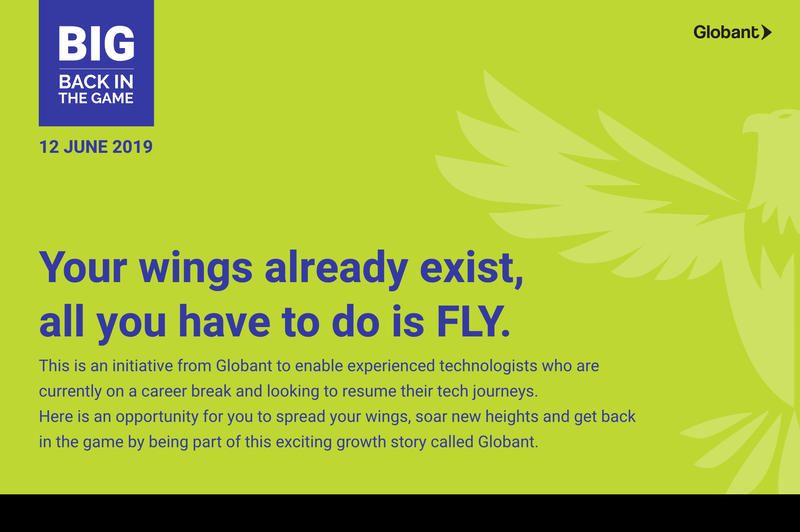 BIG
BACK IN
THE GAME
Globant
12 JUNE 2019
Your wings already exist,
all you have to do is FLY.
This is an initiative from Globant to enable experienced technologists who are
currently on a career break and looking to resume their tech journeys.
Here is an opportunity for you to spread your wings, soar new heights and get back
in the game by being part of this exciting growth story called Globant.